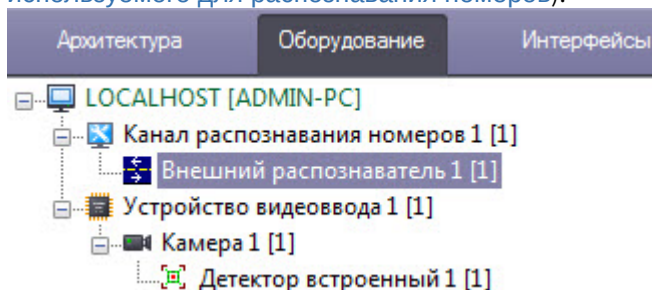 используемого для распознавания номеров).
Архитектура Оборудование Интерфейсы
LOCALHOST [ADMIN-PC]
Канал распознавания номеров 1 [1]
Внешний распознаватель 1 [1]
Устройство видеоввода 1 [1]
Камера 1 [1]
Детектор встроенный 1 [1]